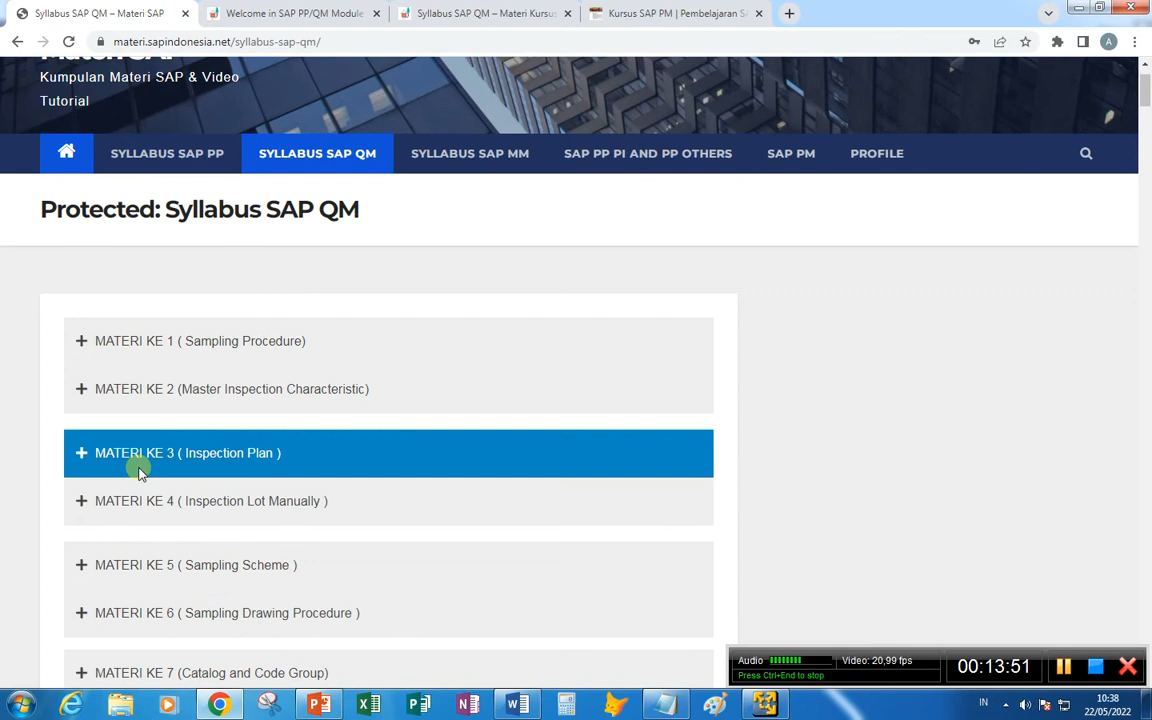 Syllabus SAP QM – Materi SAP
Welcome in SAP PP/QM Module
Syllabus SAP QM – Materi Kursus
Kursus SAP PM | Pembelajaran SA
materi.sapindonesia.net/syllabus-sap-qm/
A
Kumpulan Materi SAP & Video
Tutorial
SYLLABUS SAP PP
SYLLABUS SAP QM
SYLLABUS SAP MM
SAP PP PI AND PP OTHERS
SAP PM
PROFILE
Protected: Syllabus SAP QM
MATERI KE 1 ( Sampling Procedure)
MATERI KE 2 (Master Inspection Characteristic)
MATERI KE 3 ( Inspection Plan )
MATERI KE 4 ( Inspection Lot Manually )
MATERI KE 5 ( Sampling Scheme )
MATERI KE 6 ( Sampling Drawing Procedure )
MATERI KE 7 (Catalog and Code Group)
Audio
Video: 20,99 fps
Press Ctrl+End to stop
00:13:51
IN
10:38
22/05/2022